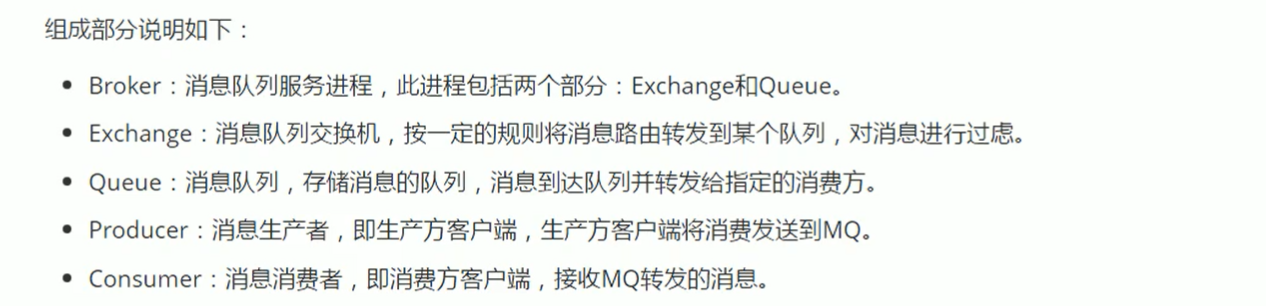 组成部分说明如下：
• Broker：消息队列服务进程，此进程包括两个部分：Exchange和Queue。
• Exchange：消息队列交换机，按一定的规则将消息路由转发到某个队列，对消息进行过虑。
• Queue：消息队列，存储消息的队列，消息到达队列并转发给指定的消费方。
• Producer：消息生产者，即生产方客户端，生产方客户端将消费发送到MQ。
• Consumer：消息消费者，即消费方客户端，接收MQ转发的消息。